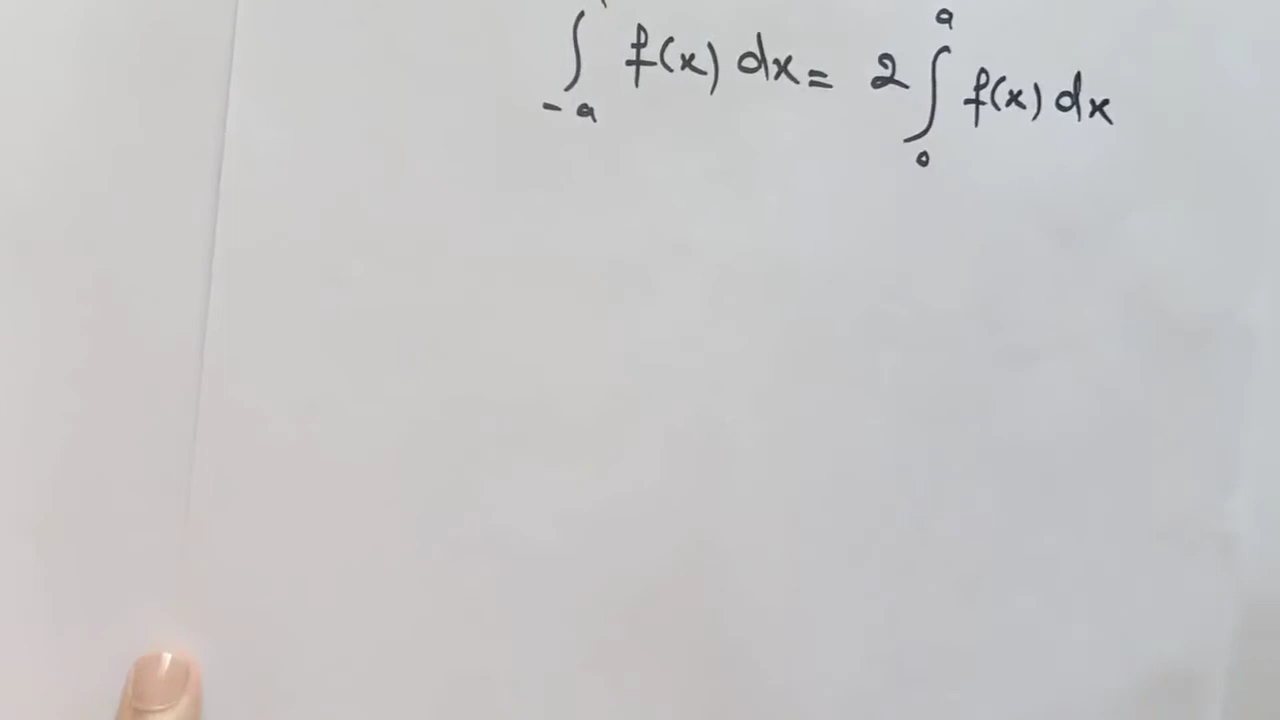 ∫_{-a} f(x) dx = 2 ∫_{0}^{a} f(x) dx